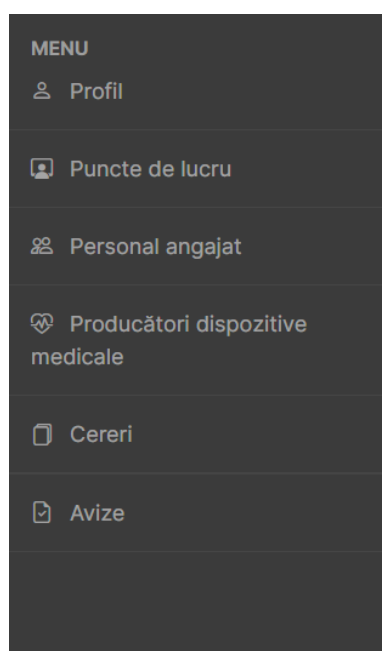 MENU
Profil
Puncte de lucru
Personal angajat
Producători dispozitive
medicale
Cereri
Avize